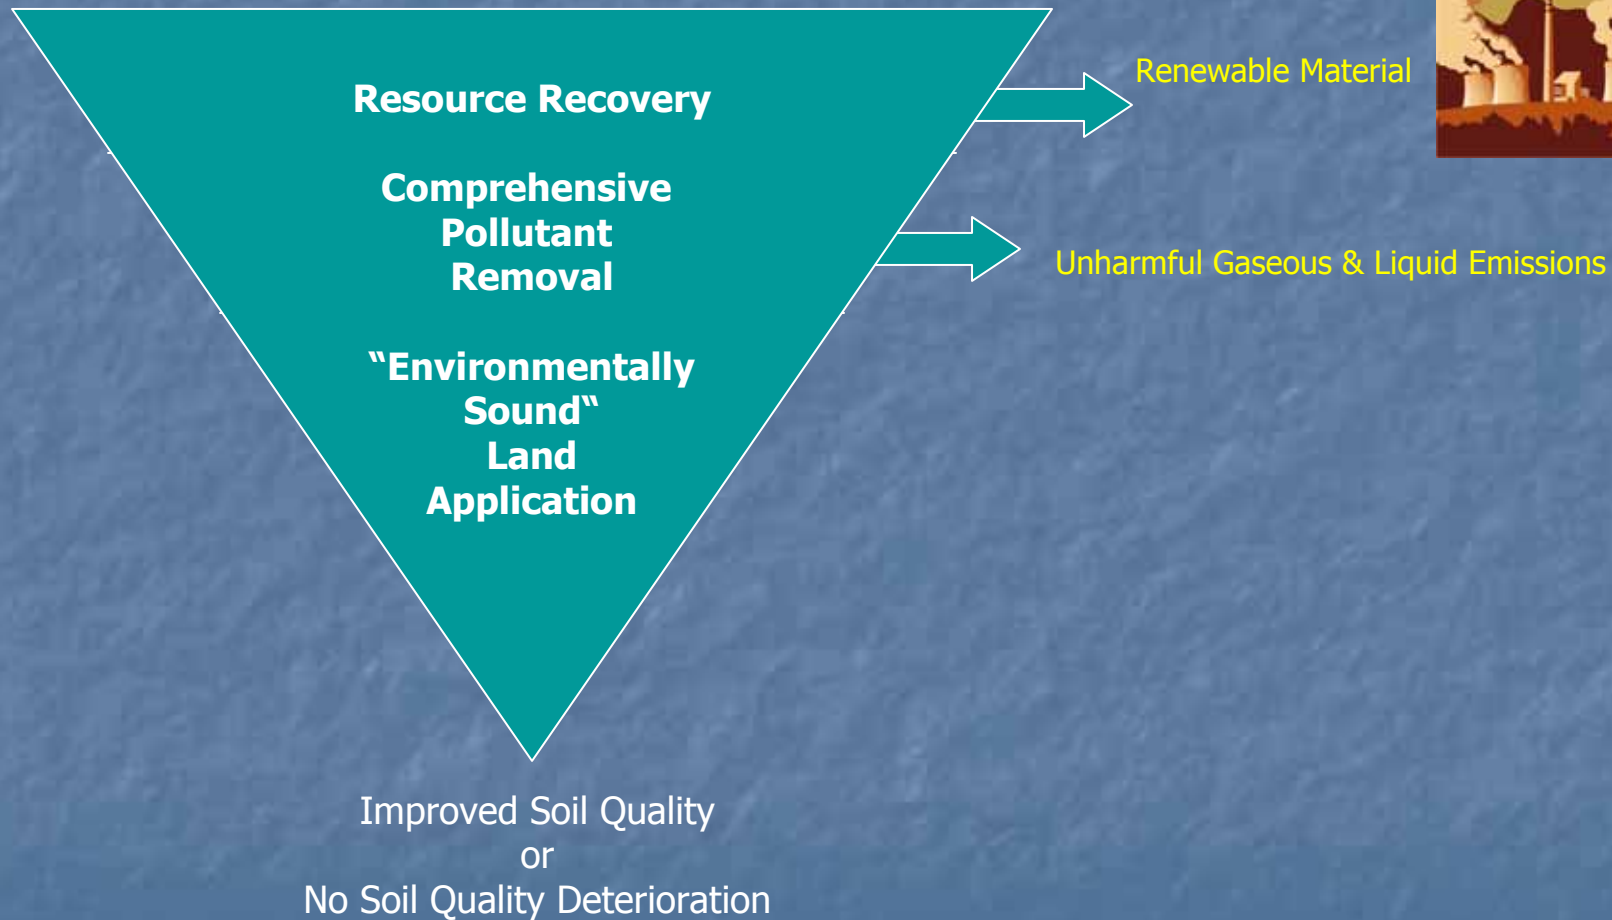 Resource Recovery
Renewable Material
Comprehensive
Pollutant
Removal
Unharmful Gaseous & Liquid Emissions
‟Environmentally
Sound‟
Land
Application
Improved Soil Quality
or
No Soil Quality Deterioration